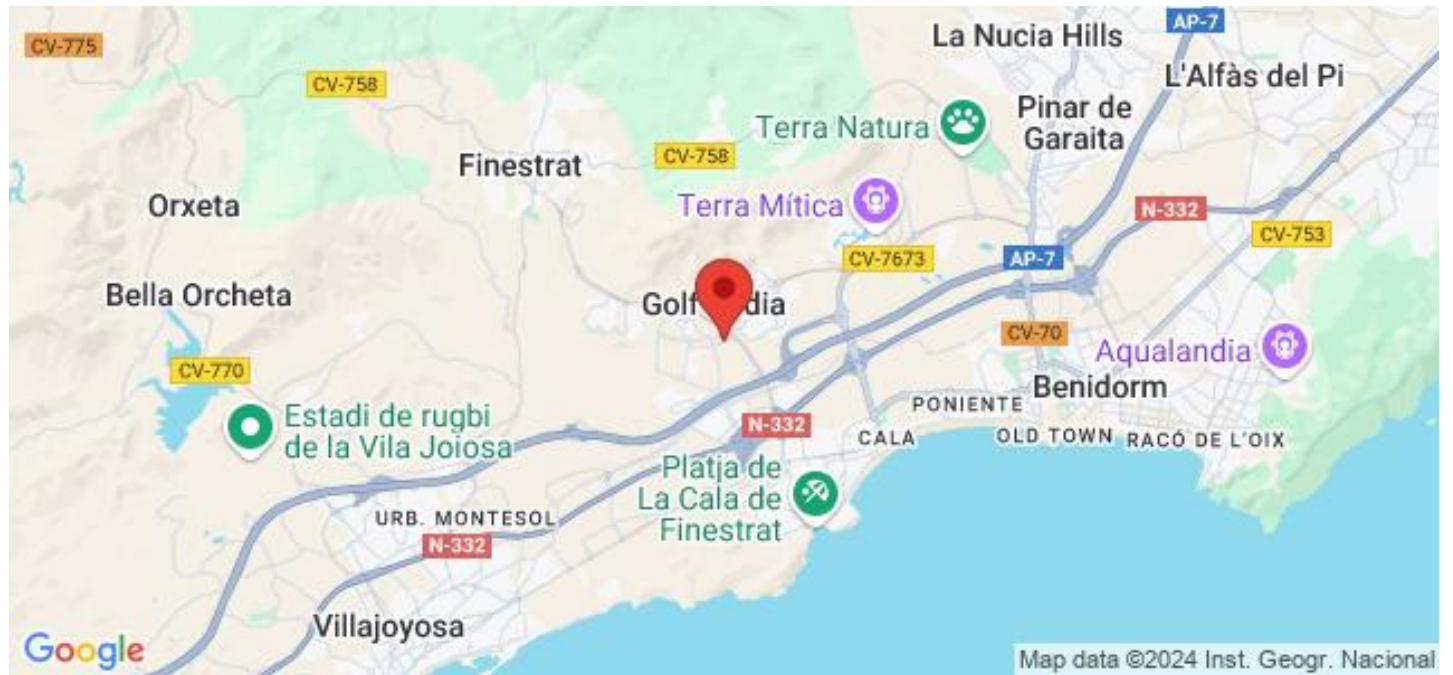 AP-7
CV-775
La Nucia Hills
L'Alfàs del Pi
CV-758
Pinar de
Garaita
Terra Natura
CV-758
Finestrat
Orxeta
Terra Mítica
N-332
CV-753
CV-7673
AP-7
Bella Orcheta
Golf
dia
CV-70
Aqualandia
CV-770
Benidorm
PONIENTE
Estadi de rugbi
de la Vila Joiosa
N-332
CALA
OLD TOWN
RACÓ DE L'OIX
Platja de
La Cala de
Finestrat
URB. MONTESOL
N-332
Villajoyosa
Google
Map data ©2024 Inst. Geogr. Nacional